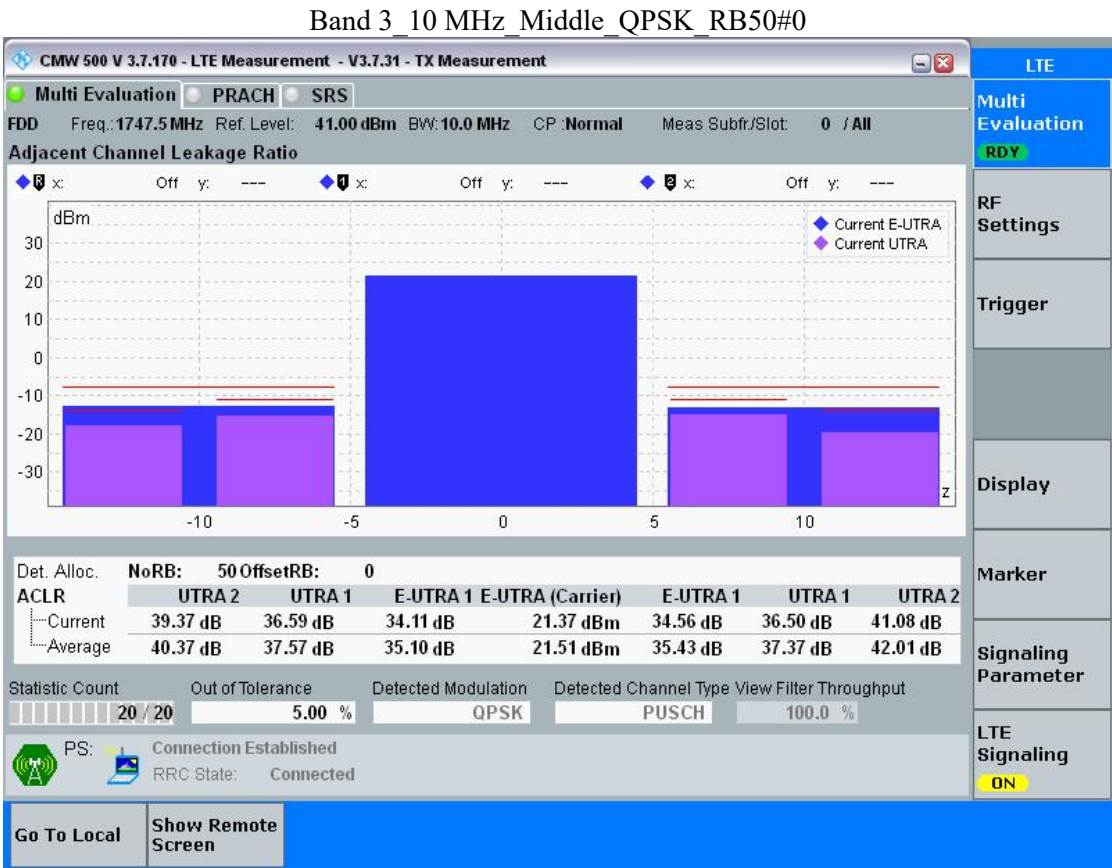 Band 3_10 MHz_Middle_QPSK_RB50#0
CMW 500 V 3.7.170 - LTE Measurement - V3.7.31 - TX Measurement
LTE
Multi Evaluation PRACH SRS
FDD Freq.: 1747.5 MHz Ref. Level: 41.00 dBm BW: 10.0 MHz CP : Normal Meas Subfr./Slot: 0 / All
Adjacent Channel Leakage Ratio
R x: Off y: --- 1 x: Off y: --- 2 x: Off y: ---
dBm
Current E-UTRA
Current UTRA
30
20
10
0
-10
-20
-30
z
-10 -5 0 5 10
Det. Alloc. NoRB: 50 OffsetRB: 0
ACLR UTRA 2 UTRA 1 E-UTRA 1 E-UTRA (Carrier) E-UTRA 1 UTRA 1 UTRA 2
Current 39.37 dB 36.59 dB 34.11 dB 21.37 dBm 34.56 dB 36.50 dB 41.08 dB
Average 40.37 dB 37.57 dB 35.10 dB 21.51 dBm 35.43 dB 37.37 dB 42.01 dB
Statistic Count Out of Tolerance Detected Modulation Detected Channel Type View Filter Throughput
20 / 20 5.00 % QPSK PUSCH 100.0 %
PS: Connection Established
RRC State: Connected
Multi
Evaluation
RDY
RF
Settings
Trigger
Display
Marker
Signaling
Parameter
LTE
Signaling
ON
Go To Local
Show Remote
Screen